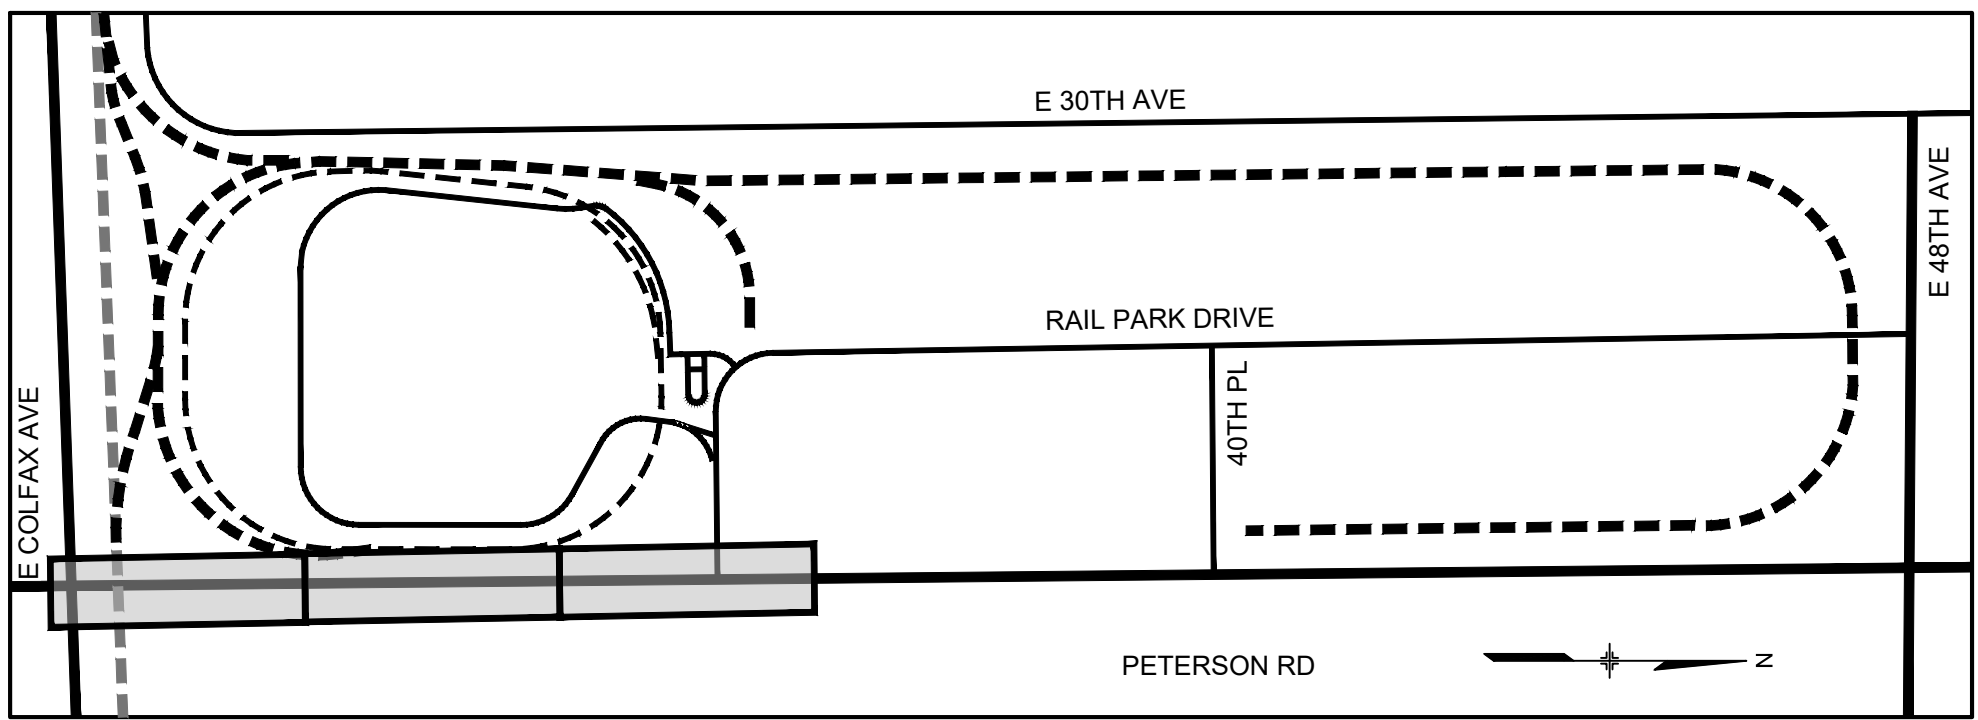 E 30TH AVE
E 48TH AVE
RAIL PARK DRIVE
40TH PL
E COLFAX AVE
PETERSON RD
N